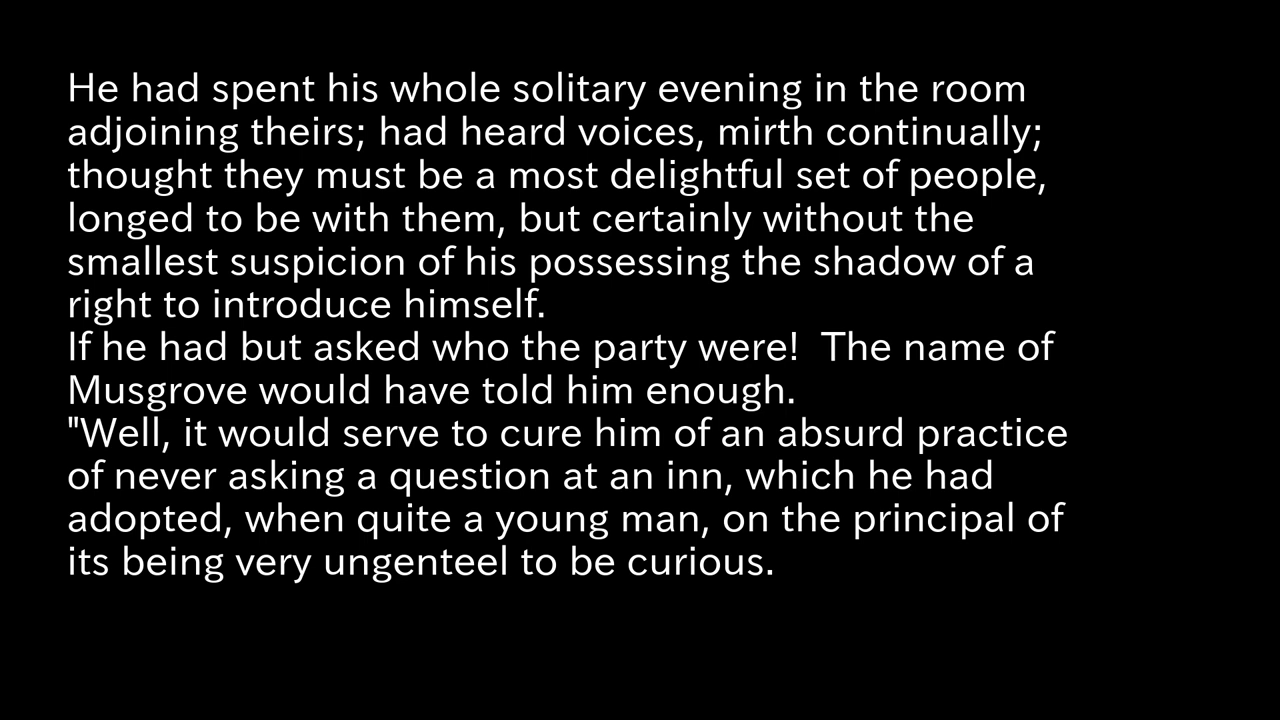 He had spent his whole solitary evening in the room
adjoining theirs; had heard voices, mirth continually;
thought they must be a most delightful set of people,
longed to be with them, but certainly without the
smallest suspicion of his possessing the shadow of a
right to introduce himself.
If he had but asked who the party were!  The name of
Musgrove would have told him enough.
"Well, it would serve to cure him of an absurd practice
of never asking a question at an inn, which he had
adopted, when quite a young man, on the principal of
its being very ungenteel to be curious.